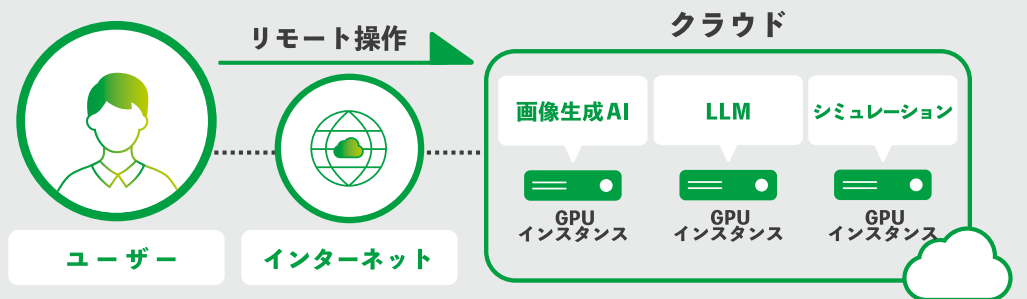 リモート操作
クラウド
画像生成AI
LLM
シミュレーション
GPU
インスタンス
GPU
インスタンス
GPU
インスタンス
ユーザー
インターネット